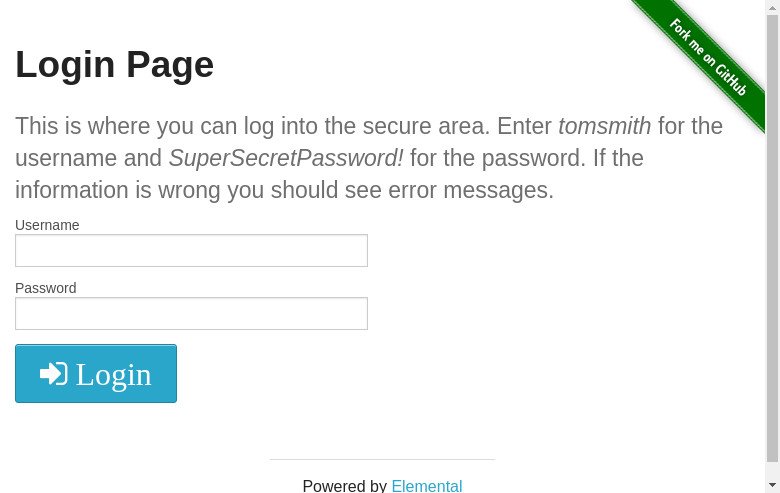 Fork me on GitHub
Login Page
This is where you can log into the secure area. Enter tomsmith for the
username and SuperSecretPassword! for the password. If the
information is wrong you should see error messages.
Username
Password
Login
Powered by Elemental